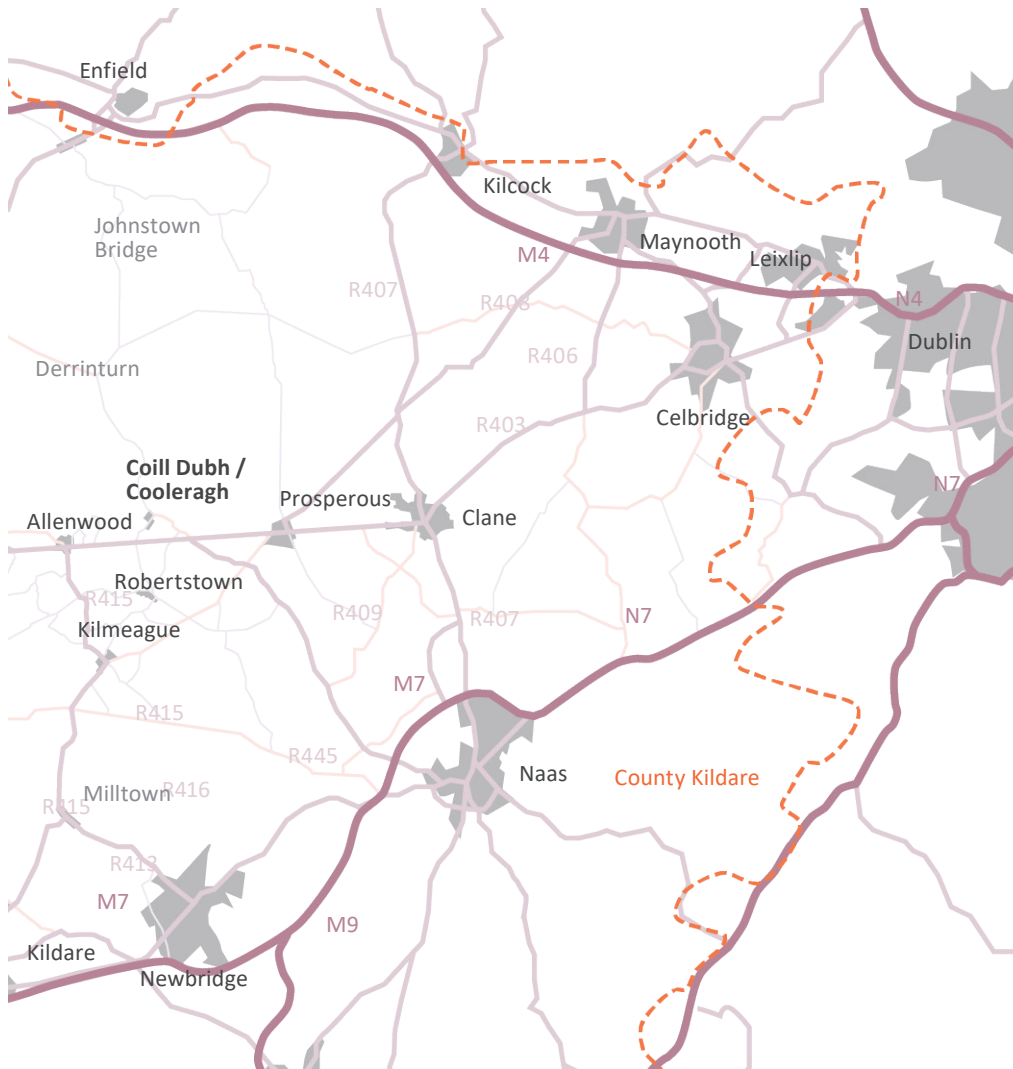 Enfield
Kilcock
Johnstown
Bridge
Maynooth
M4
Leixlip
R407
R408
N4
R406
Dublin
Derrinturn
Celbridge
R403
Coill Dubh /
Cooleragh
Prosperous
N7
Allenwood
Clane
Robertstown
R415
R409
R407
N7
Kilmeague
M7
R415
R445
Naas
County Kildare
Milltown
R416
R415
R413
M7
M9
Kildare
Newbridge